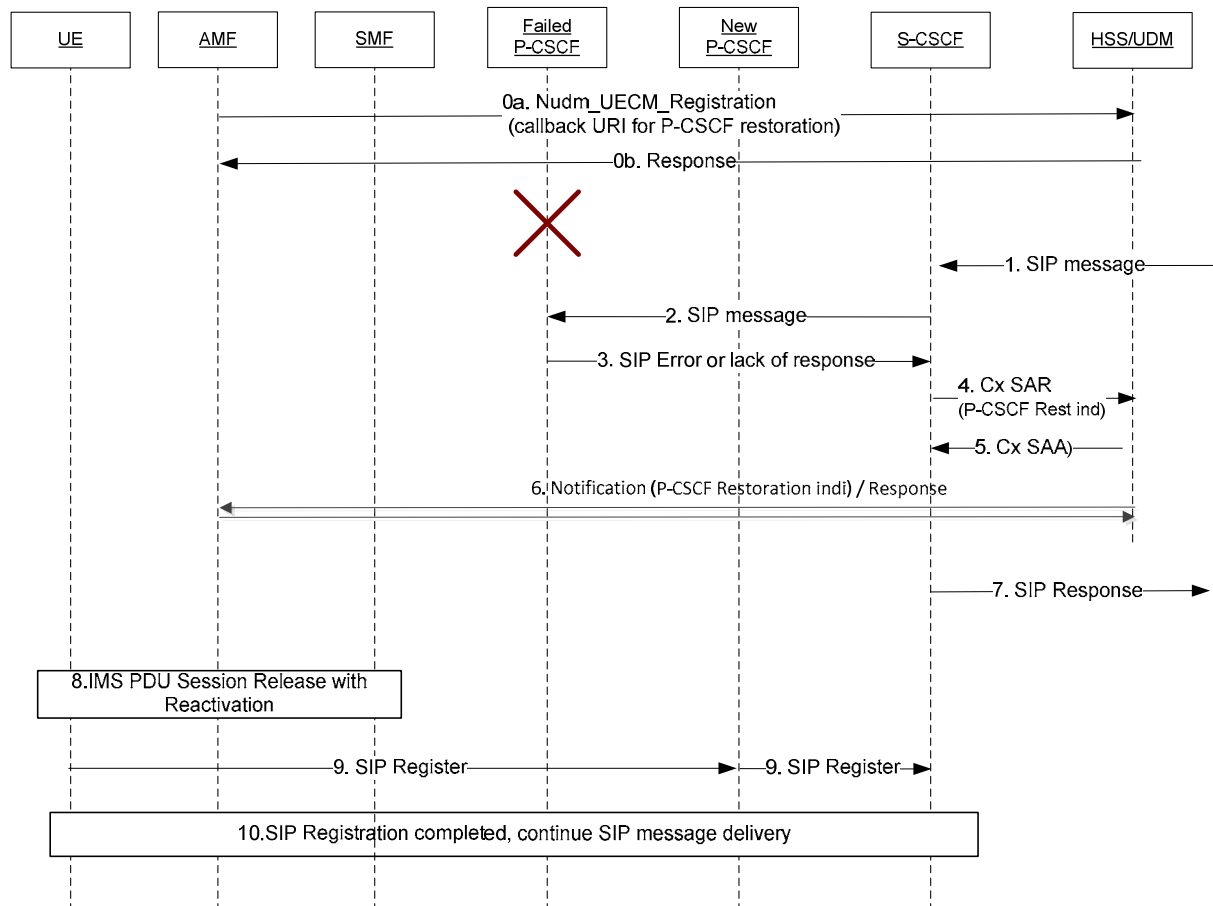 UE
AMF
SMF
Failed
P-CSCF
New
P-CSCF
S-CSCF
HSS/UDM
0a. Nudm_UECM_Registration
(callback URI for P-CSCF restoration)
0b. Response
1. SIP message
2. SIP message
3. SIP Error or lack of response
4. Cx SAR
(P-CSCF Rest ind)
5. Cx SAA)
6. Notification (P-CSCF Restoration indi) / Response
7. SIP Response
8.IMS PDU Session Release with
Reactivation
9. SIP Register
9. SIP Register
10.SIP Registration completed, continue SIP message delivery